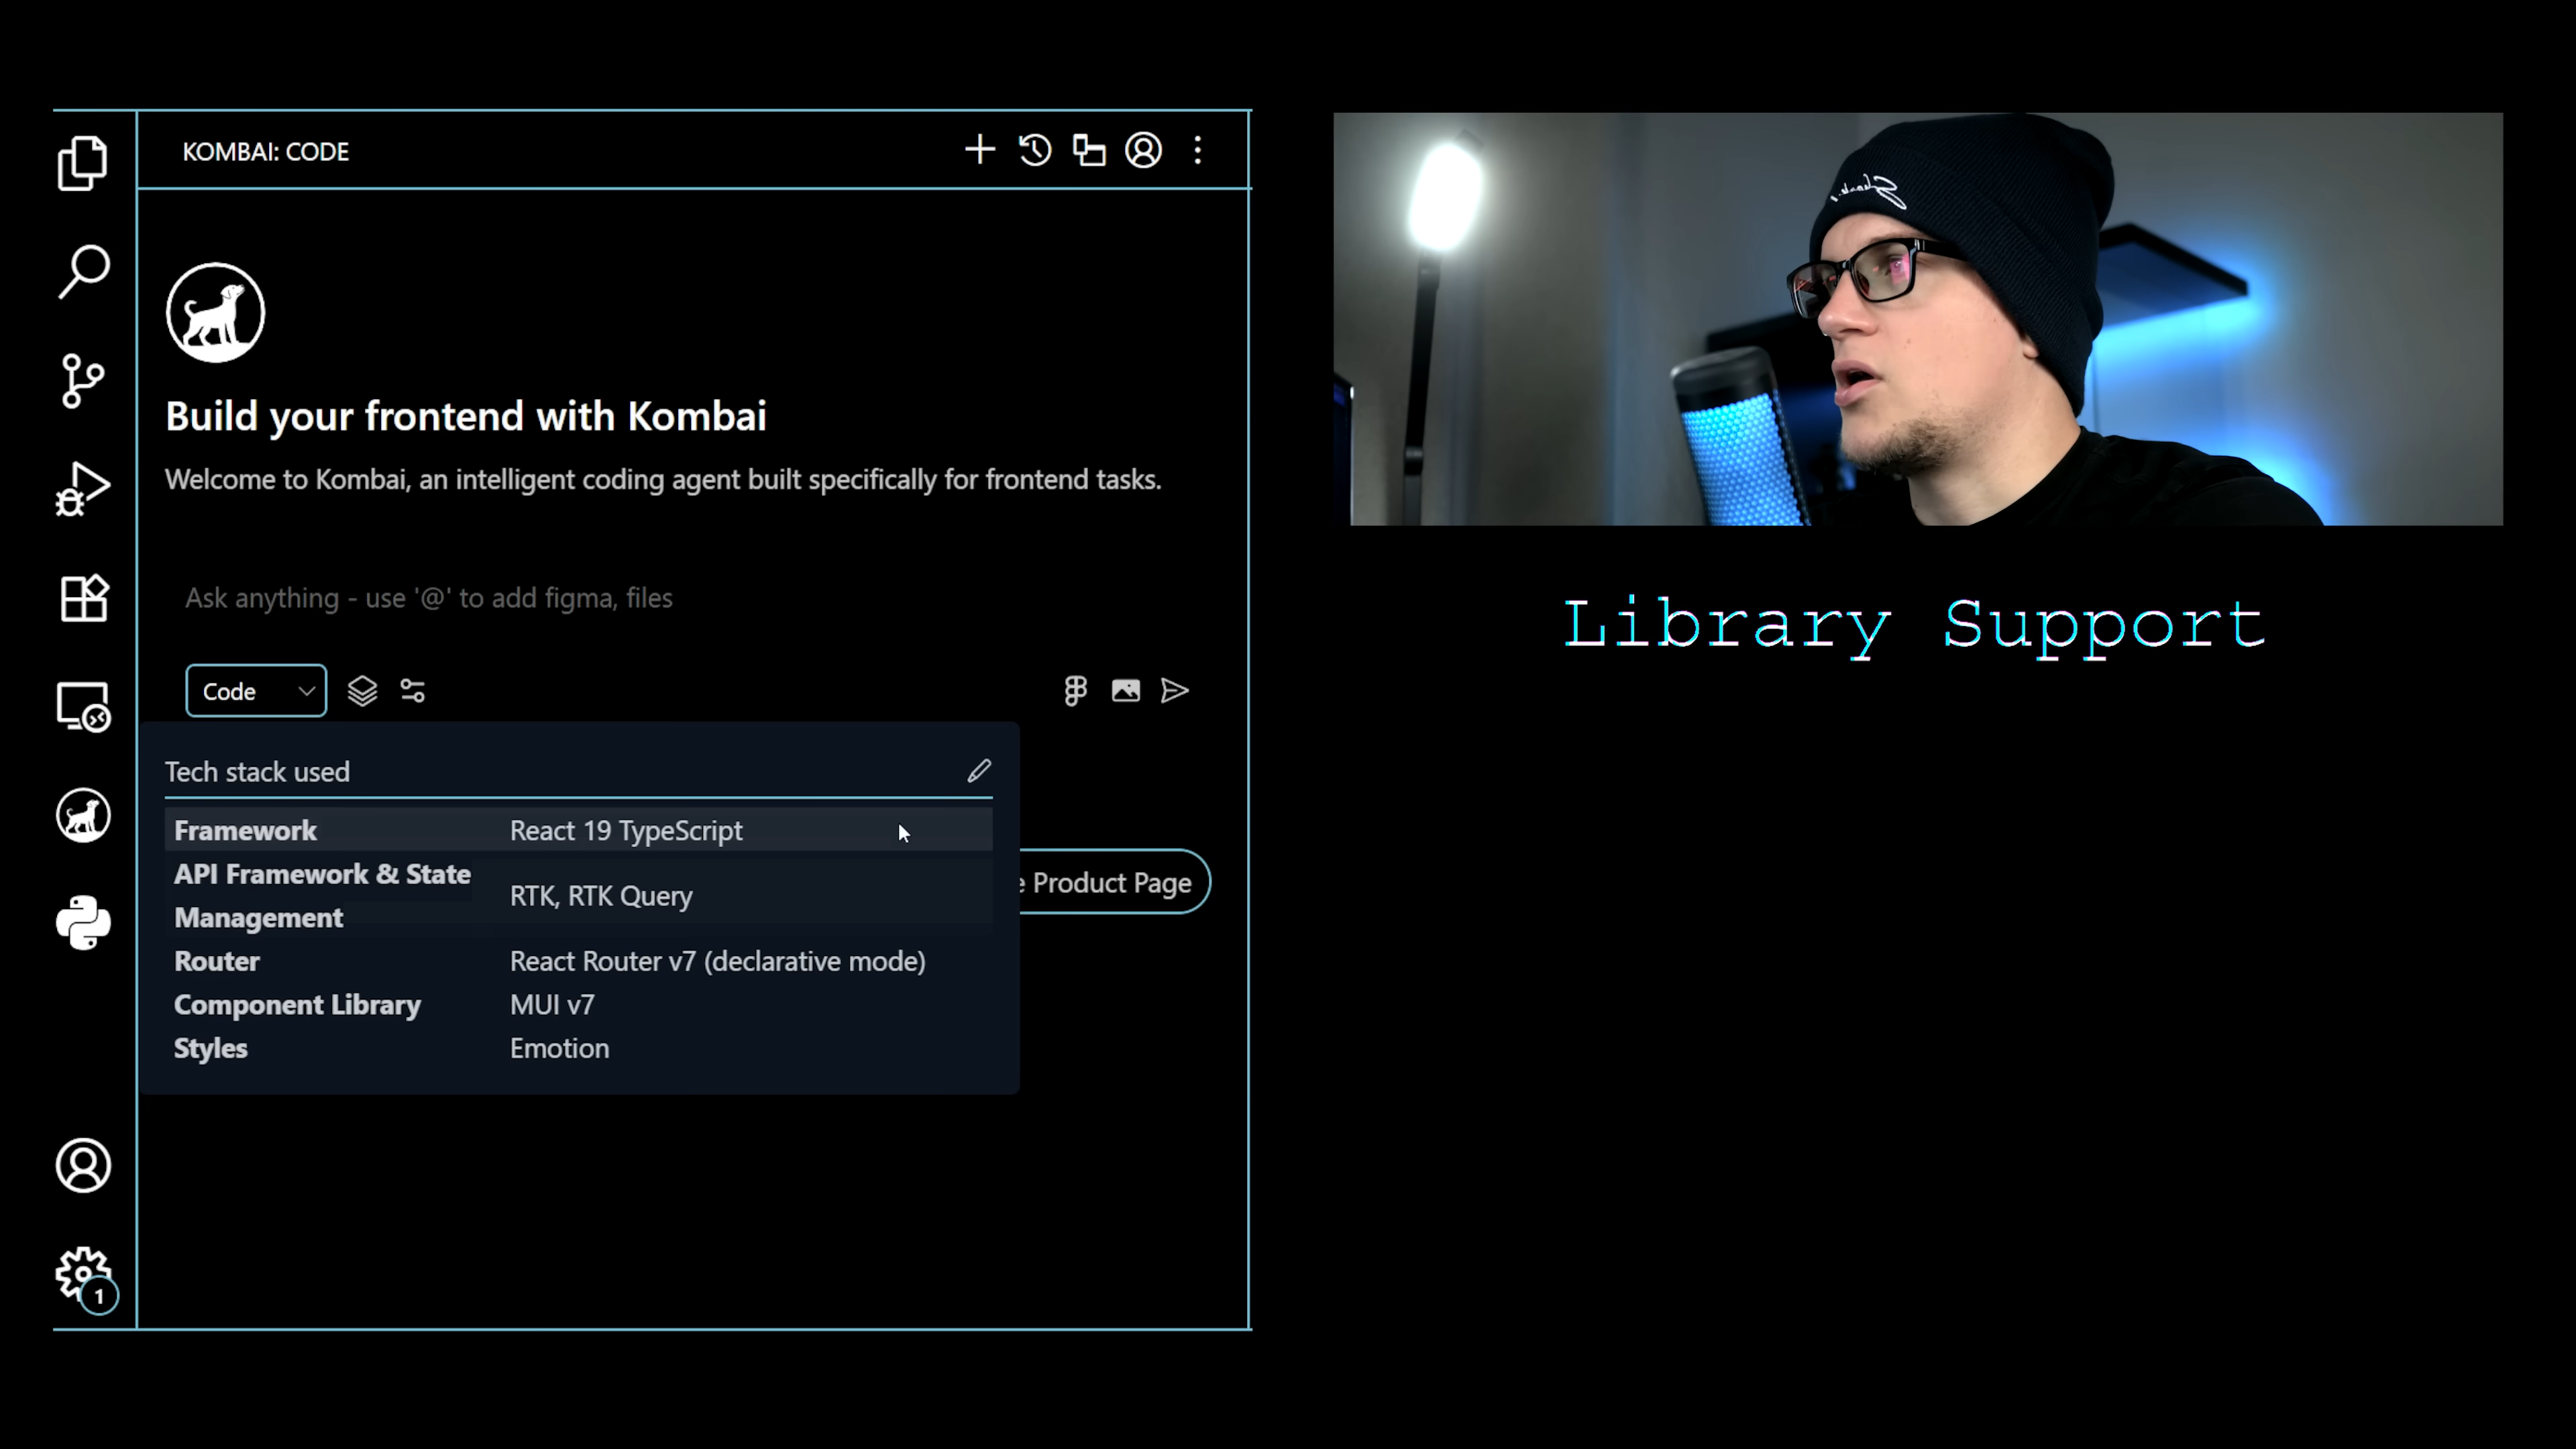 KOMBAI: CODE
Build your frontend with Kombai
Welcome to Kombai, an intelligent coding agent built specifically for frontend tasks.
Ask anything - use '@' to add figma, files
Code
Tech stack used
Framework React 19 TypeScript
API Framework & State
Management
RTK, RTK Query
Router React Router v7 (declarative mode)
Component Library MUI v7
Styles Emotion
Product Page
1
Library Support